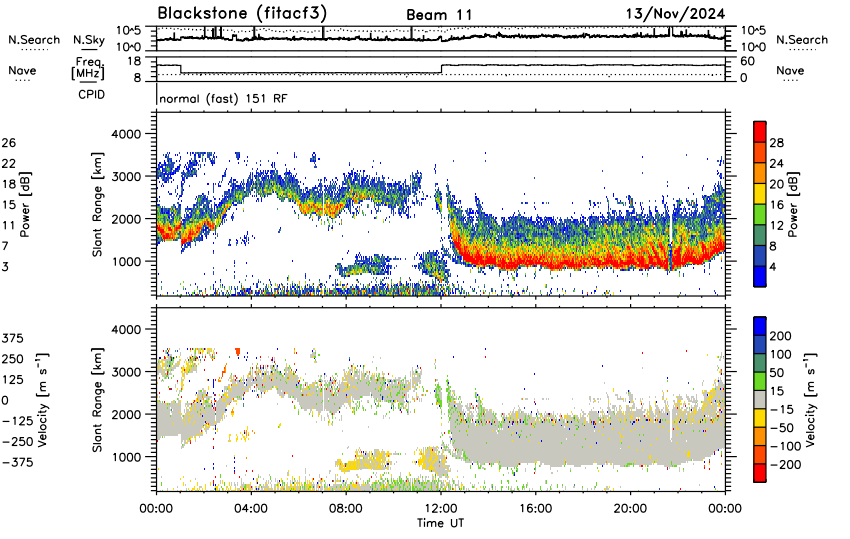 Blackstone (fitacf3) Beam 11 13/Nov/2024
N.Search N.Sky 10^5 10^0 10^5 10^0 N.Search
Nave Freq. [MHz] 18 8 60 0 Nave
CPID normal (fast) 151 RF
26 22 18 15 11 7 3
Power [dB]
Slant Range [km]
4000
3000
2000
1000
28 24 20 16 12 8 4
Power [dB]
375 250 125 0 −125 −250 −375
Velocity [m s⁻¹]
Slant Range [km]
4000
3000
2000
1000
200 100 50 15 −15 −50 −100 −200
Velocity [m s⁻¹]
00:00 04:00 08:00 12:00 16:00 20:00 00:00
Time UT